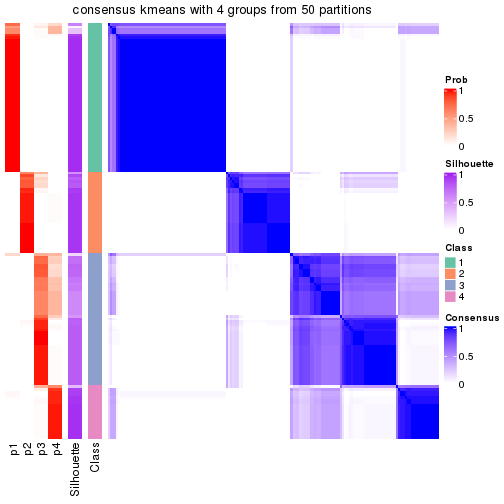 consensus kmeans with 4 groups from 50 partitions
Prob
1
0.5
0
Silhouette
1
0.5
0
Class
1
2
3
4
Consensus
1
0.5
0
p1
p2
p3
p4
Silhouette
Class